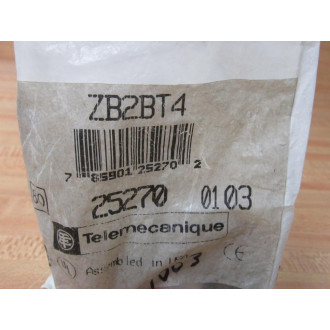 ZB2BT4
7 85901 25270 2
25270 0103
Telemecanique
Assembled in